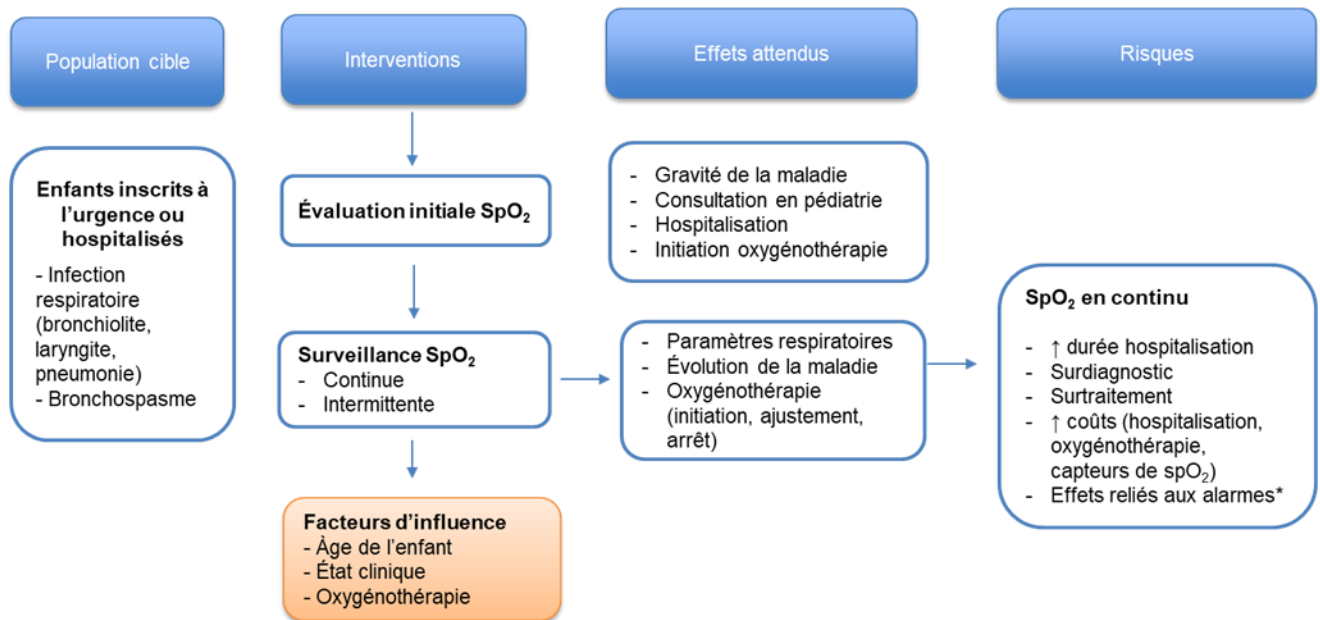 Population cible
Interventions
Effets attendus
Risques
Enfants inscrits à
l'urgence ou
hospitalisés
- Infection
respiratoire
(bronchiolite,
laryngite,
pneumonie)
- Bronchospasme
Évaluation initiale SpO₂
Surveillance SpO₂
- Continue
- Intermittente
Facteurs d'influence
- Àge de l'enfant
- État clinique
- Oxygénothérapie
- Gravité de la maladie
- Consultation en pédiatrie
- Hospitalisation
- Initiation oxygénothérapie
- Paramètres respiratoires
- Évolution de la maladie
- Oxygénothérapie
(initiation, ajustement,
arrêt)
SpO₂ en continu
- ↑ durée hospitalisation
- Surdiagnostic
- Surtraitement
- ↑ coûts (hospitalisation,
oxygénothérapie,
capteurs de spO₂)
- Effets reliés aux alarmes*